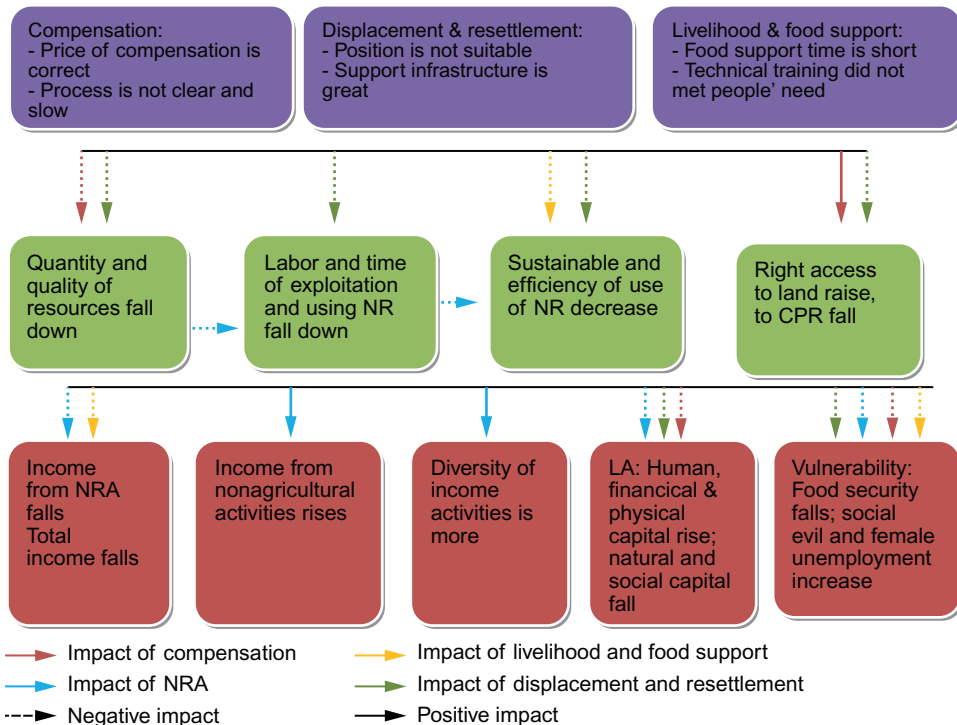 Compensation:
- Price of compensation is
correct
- Process is not clear and
slow
Displacement & resettlement:
- Position is not suitable
- Support infrastructure is
great
Livelihood & food support:
- Food support time is short
- Technical training did not
met people’ need
Quantity and
quality of
resources fall
down
Labor and time
of exploitation
and using NR
fall down
Sustainable and
efficiency of use
of NR decrease
Right access
to land raise,
to CPR fall
Income
from NRA
falls
Total
income falls
Income from
nonagricultural
activities rises
Diversity of
income
activities is
more
LA: Human,
financical &
physical
capital rise;
natural and
social capital
fall
Vulnerability:
Food security
falls; social
evil and female
unemployment
increase
Impact of compensation
Impact of livelihood and food support
Impact of NRA
Impact of displacement and resettlement
Negative impact
Positive impact